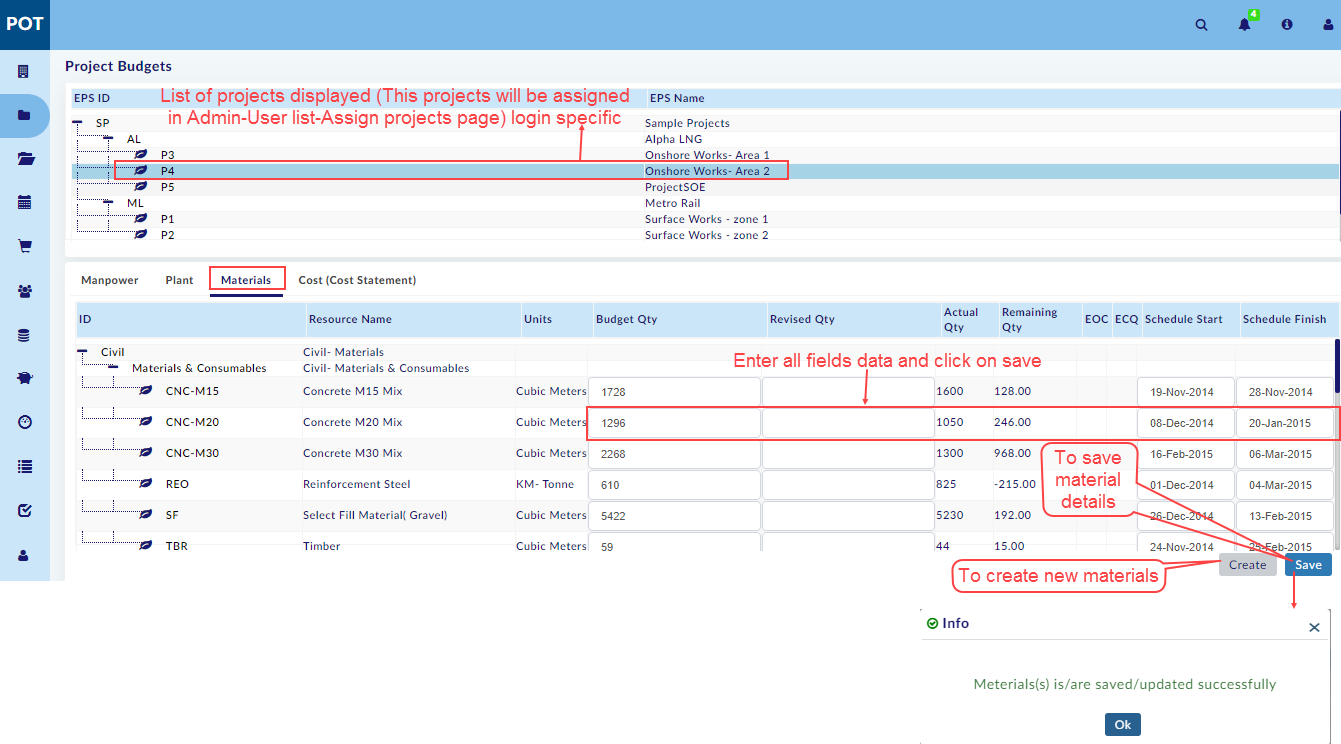 POT
4
Project Budgets
EPS ID
EPS Name
List of projects displayed (This projects will be assigned
in Admin-User list-Assign projects page) login specific
SP Sample Projects
AL Alpha LNG
P3 Onshore Works- Area 1
P4 Onshore Works- Area 2
P5 ProjectSOE
ML Metro Rail
P1 Surface Works - zone 1
P2 Surface Works - zone 2
Manpower Plant Materials Cost (Cost Statement)
ID Resource Name Units Budget Qty Revised Qty Actual Qty Remaining Qty EOC ECQ Schedule Start Schedule Finish
Civil Civil- Materials
Enter all fields data and click on save
Materials & Consumables Civil- Materials & Consumables
CNC-M15 Concrete M15 Mix Cubic Meters 1728 1600 128.00 19-Nov-2014 28-Nov-2014
CNC-M20 Concrete M20 Mix Cubic Meters 1296 1050 246.00 08-Dec-2014 20-Jan-2015
CNC-M30 Concrete M30 Mix Cubic Meters 2268 1300 968.00 16-Feb-2015 06-Mar-2015
REO Reinforcement Steel KM- Tonne 610 825 -215.00 01-Dec-2014 04-Mar-2015
SF Select Fill Material( Gravel) Cubic Meters 5422 5230 192.00 26-Dec-2014 13-Feb-2015
TBR Timber Cubic Meters 59 44 15.00 24-Nov-2014 25-Feb-2015
To save
material
details
To create new materials
Create Save
Info
Meterials(s) is/are saved/updated successfully
Ok